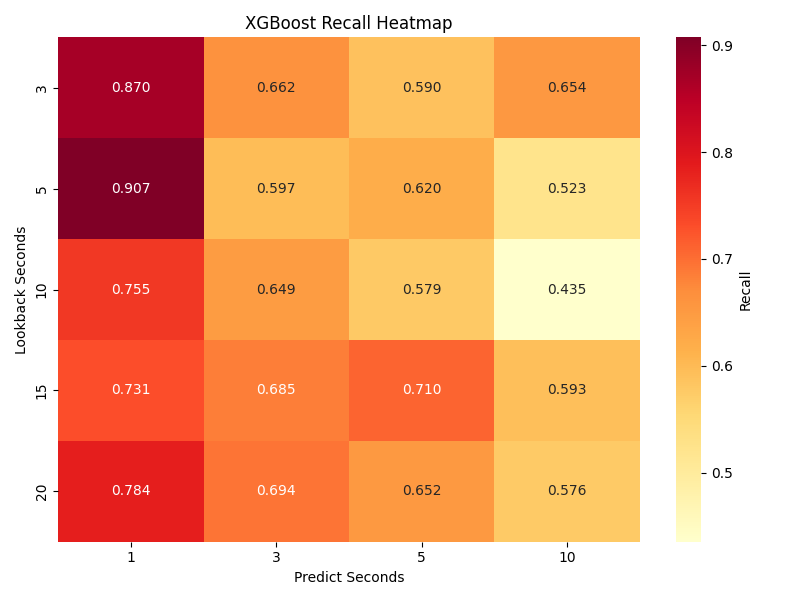 XGBoost Recall Heatmap
Lookback Seconds
3 0.870 0.662 0.590 0.654
5 0.907 0.597 0.620 0.523
10 0.755 0.649 0.579 0.435
15 0.731 0.685 0.710 0.593
20 0.784 0.694 0.652 0.576
1 3 5 10
Predict Seconds
0.9
0.8
0.7
0.6
0.5
Recall